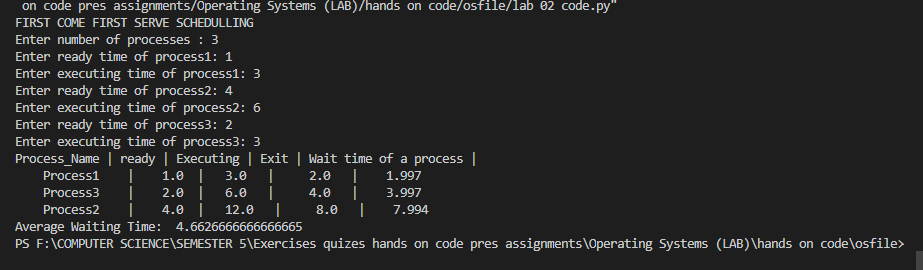 on code pres assignments/Operating Systems (LAB)/hands on code/osfile/lab 02 code.py"
FIRST COME FIRST SERVE SCHEDULLING
Enter number of processes : 3
Enter ready time of process1: 1
Enter executing time of process1: 3
Enter ready time of process2: 4
Enter executing time of process2: 6
Enter ready time of process3: 2
Enter executing time of process3: 3
Process_Name | ready | Executing | Exit | Wait time of a process |
Process1 | 1.0 | 3.0 | 2.0 | 1.997
Process3 | 2.0 | 6.0 | 4.0 | 3.997
Process2 | 4.0 | 12.0 | 8.0 | 7.994
Average Waiting Time: 4.6626666666666665
PS F:\COMPUTER SCIENCE\SEMESTER 5\Exercises quizes hands on code pres assignments\Operating Systems (LAB)\hands on code\osfile>